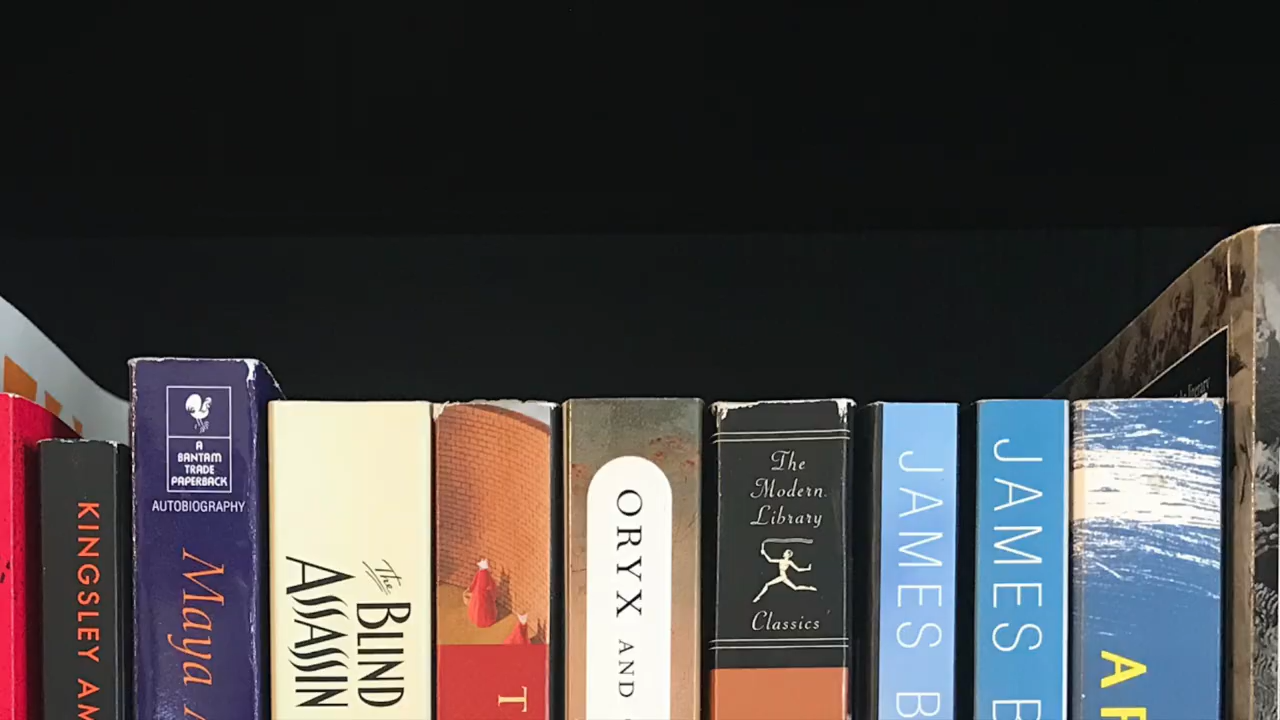 KINGSLEY AM
A
BANTAM
TRADE
PAPERBACK
AUTOBIOGRAPHY
Maya
The
BLIND
ASSASSIN
T
ORYX AND
The
Modern
Library
Classics
JAMES B
JAMES B
A